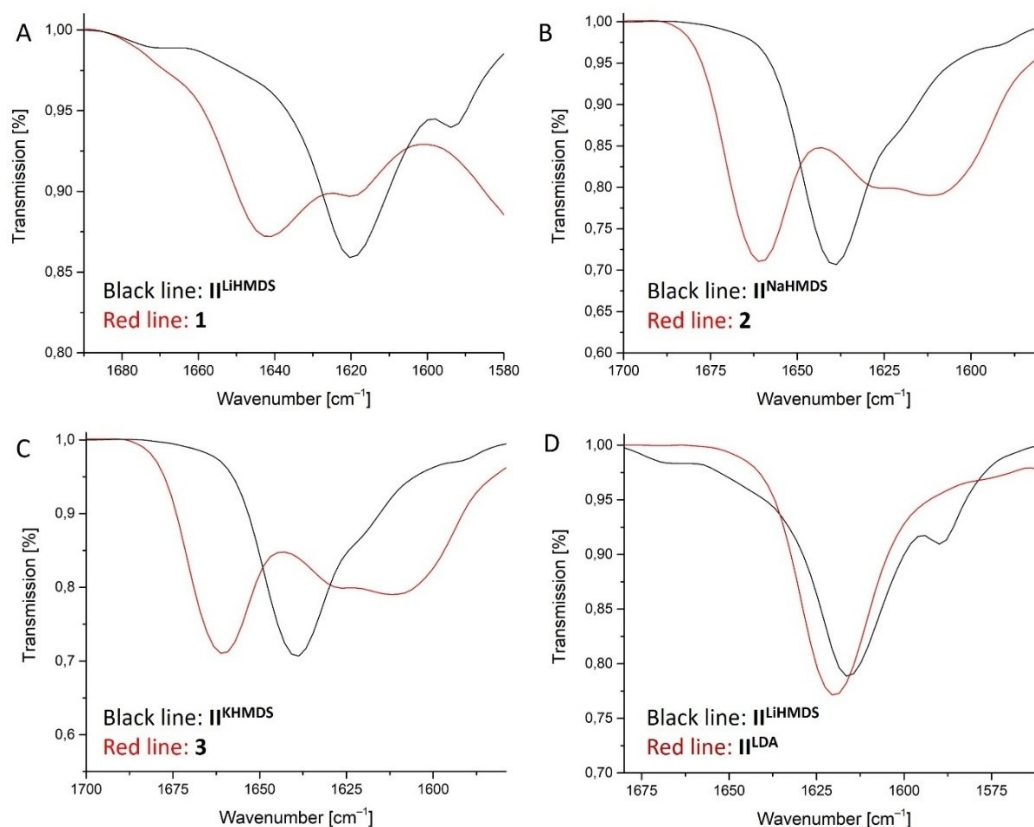 A
1,00
0,95
0,90
0,85
0,80
Transmission [%]
Black line: II^LiHMDS
Red line: 1
1680 1660 1640 1620 1600 1580
Wavenumber [cm⁻¹]
B
1,00
0,95
0,90
0,85
0,80
0,75
0,70
0,65
0,60
Transmission [%]
Black line: II^NaHMDS
Red line: 2
1700 1675 1650 1625 1600
Wavenumber [cm⁻¹]
C
1,0
0,9
0,8
0,7
0,6
Transmission [%]
Black line: II^KHMDS
Red line: 3
1700 1675 1650 1625 1600
Wavenumber [cm⁻¹]
D
1,00
0,95
0,90
0,85
0,80
0,75
0,70
Transmission [%]
Black line: II^LiHMDS
Red line: II^LDA
1675 1650 1625 1600 1575
Wavenumber [cm⁻¹]